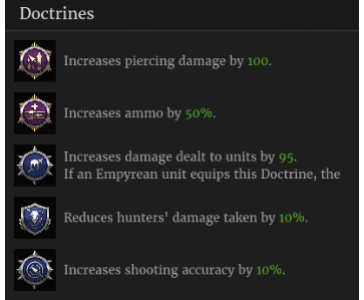 Doctrines
Increases piercing damage by 100.
Increases ammo by 50%.
Increases damage dealt to units by 95.
If an Empyrean unit equips this Doctrine, the
Reduces hunters' damage taken by 10%.
Increases shooting accuracy by 10%.